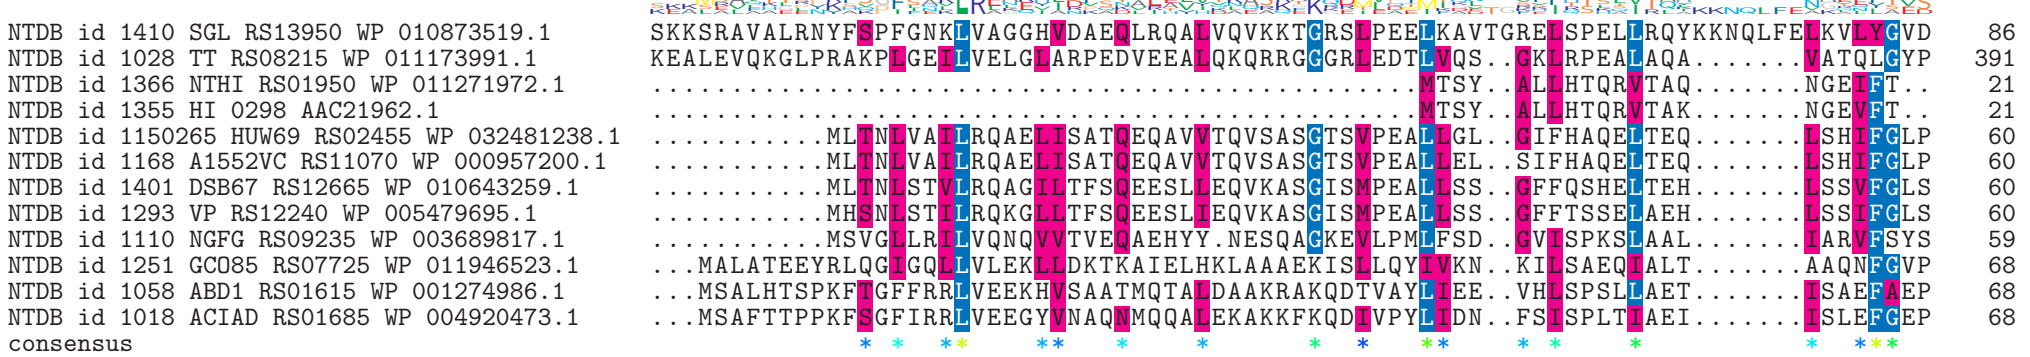 NTDB id 1410 SGL RS13950 WP 010873519.1 SKKSRAVALRNYFSPFGNKLVAGGHVDAEQLRQALVQVKKTGRSLPEELKAVTGRELSPELLRQYKKNQLFELKVLYGVD 86
NTDB id 1028 TT RS08215 WP 011173991.1 KEALEVQKGLPRAKPLGEILVELGLARPEDVEEALQKQRRGGGRLEDTLVQS..GKLRPEALAQA.......VATQLGYP 391
NTDB id 1366 NTHI RS01950 WP 011271972.1 ................................................MTSY..ALLHTQRVTAQ.......NGEIFT.. 21
NTDB id 1355 HI 0298 AAC21962.1 ................................................MTSY..ALLHTQRVTAK.......NGEVFT.. 21
NTDB id 1150265 HUW69 RS02455 WP 032481238.1 ...........MLTNLVAILRQAELISATQEQAVVTQVSASGTSVPEALLGL..GIFHAQELTEQ.......LSHIFGLP 60
NTDB id 1168 A1552VC RS11070 WP 000957200.1 ...........MLTNLVAILRQAELISATQEQAVVTQVSASGTSVPEALLEL..SIFHAQELTEQ.......LSHIFGLP 60
NTDB id 1401 DSB67 RS12665 WP 010643259.1 ...........MLTNLSTVLRQAGILTFSQEESLLEQVKASGISMPEALLSS..GFFQSHELTEH.......LSSVFGLS 60
NTDB id 1293 VP RS12240 WP 005479695.1 ...........MHSNLSTILRQKGLLTFSQEESLIEQVKASGISMPEALLSS..GFFTSSELAEH.......LSSIFGLS 60
NTDB id 1110 NGFG RS09235 WP 003689817.1 ...........MSVGLLRILVQNQVVTVEQAEHYY.NESQAGKEVLPMLFSD..GVISPKSLAAL.......IARVFSYS 59
NTDB id 1251 GCO85 RS07725 WP 011946523.1 ...MALATEEYRLQGIGQLLVLEKLLDKTKAIELHKLAAAEKISLLQYIVKN..KILSAEQIALT.......AAQNFGVP 68
NTDB id 1058 ABD1 RS01615 WP 001274986.1 ...MSALHTSPKFTGFFRRLVEEKHVSAATMQTALDAAKRAKQDTVAYLIEE..VHLSPSLLAET.......ISAEFAEP 68
NTDB id 1018 ACIAD RS01685 WP 004920473.1 ...MSAFTTPPKFSGFIRRLVEEGYVNAQNMQQALEKAKKFKQDIVPYLIDN..FSISPLTIAEI.......ISLEFGEP 68
consensus * * * * * * * * * * * * * * * * * * *